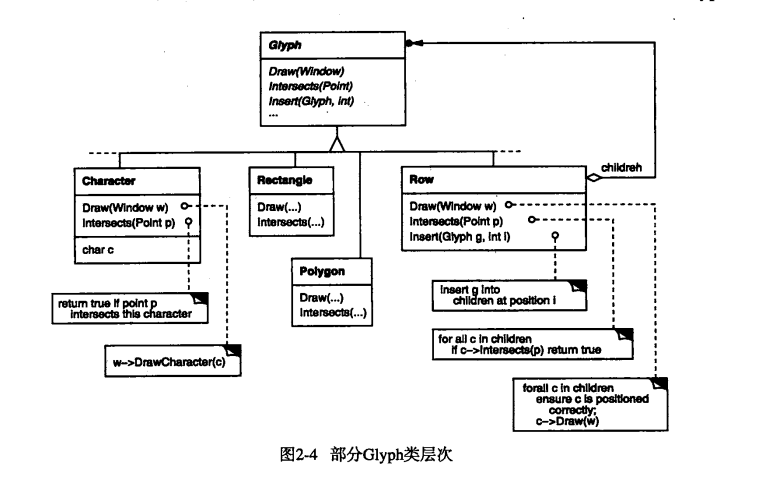 Glyph
Draw(Window)
Intersects(Point)
Insert(Glyph, int)
...
children
Character
Draw(Window w)
Intersects(Point p)
char c
Rectangle
Draw(...)
Intersects(...)
Row
Draw(Window w)
Intersects(Point p)
Insert(Glyph g, int i)
Polygon
Draw(...)
Intersects(...)
return true if point p
intersects this character
w->DrawCharacter(c)
insert g into
children at position i
for all c in children
if c->Intersects(p) return true
forall c in children
ensure c is positioned
correctly;
c->Draw(w)
图2-4 部分Glyph类层次